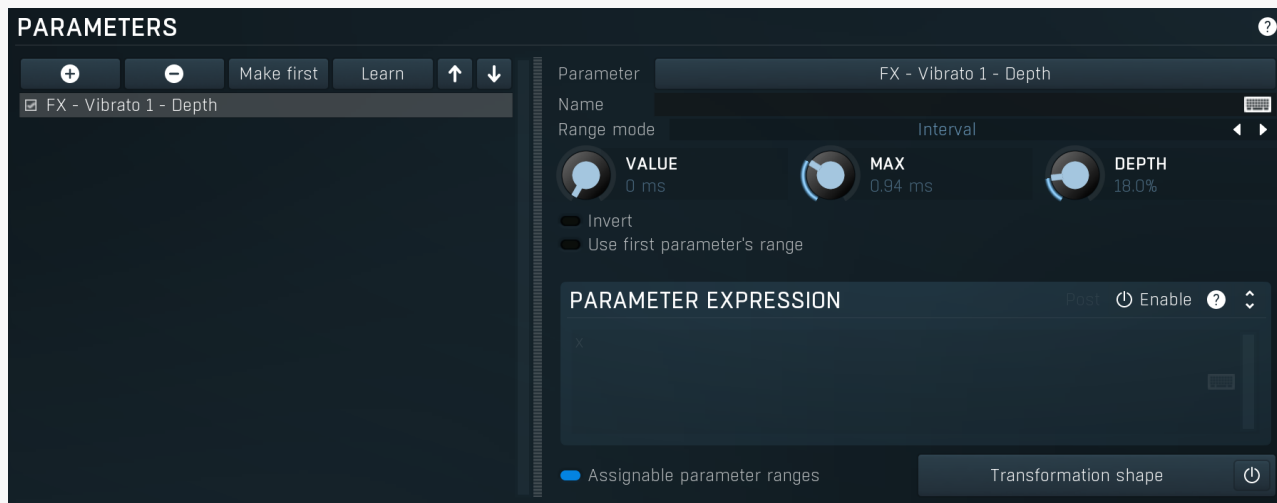 PARAMETERS
?
Make first Learn
FX - Vibrato 1 - Depth
Parameter FX - Vibrato 1 - Depth
Name
Range mode Interval
VALUE
0 ms
MAX
0.94 ms
DEPTH
18.0%
Invert
Use first parameter's range
PARAMETER EXPRESSION Post Enable ?
x
Assignable parameter ranges Transformation shape